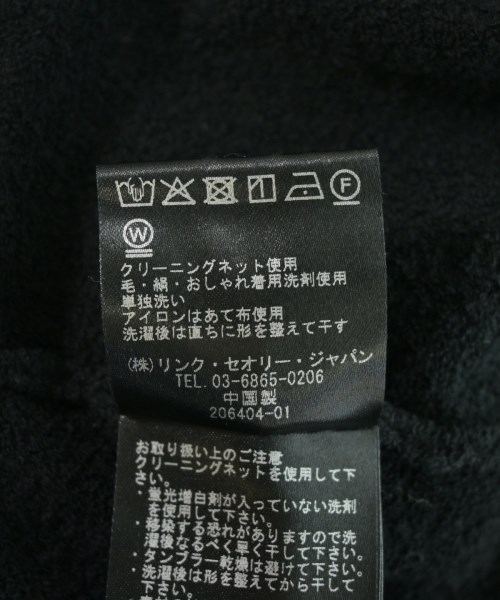 F
W
クリーニングネット使用
毛・絹・おしゃれ着用洗剤使用
単独洗い
アイロンはあて布使用
洗濯後は直ちに形を整えて干す
(株)リンク・セオリー・ジャパン
TEL. 03-6865-0206
中国製
206404-01
お取り扱い上のご注意
クリーニングネットを使用して下
さい。
・蛍光増白剤が入っていない洗剤
を使用して下さい。
・移染する恐れがありますので洗
濯後なるべく早く干して下さい。
・タンブラー乾燥は避けて下さい。
・洗濯後は形を整えてから干して
下さい。